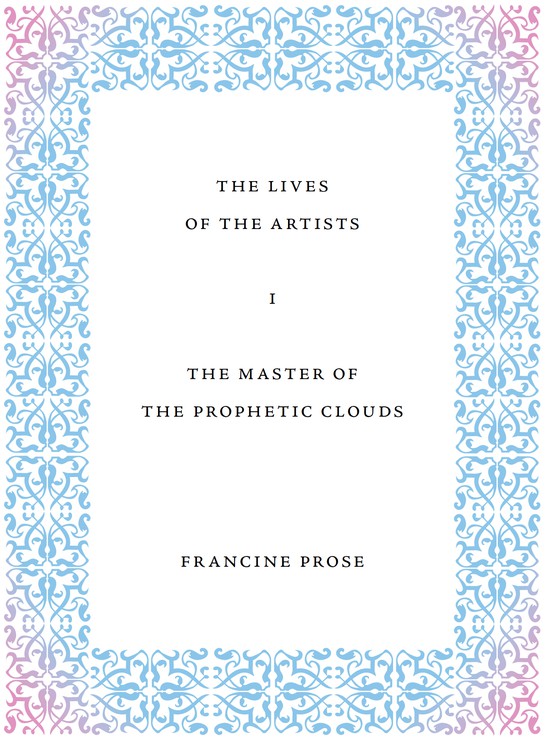 THE LIVES
OF THE ARTISTS
I
THE MASTER OF
THE PROPHETIC CLOUDS
FRANCINE PROSE